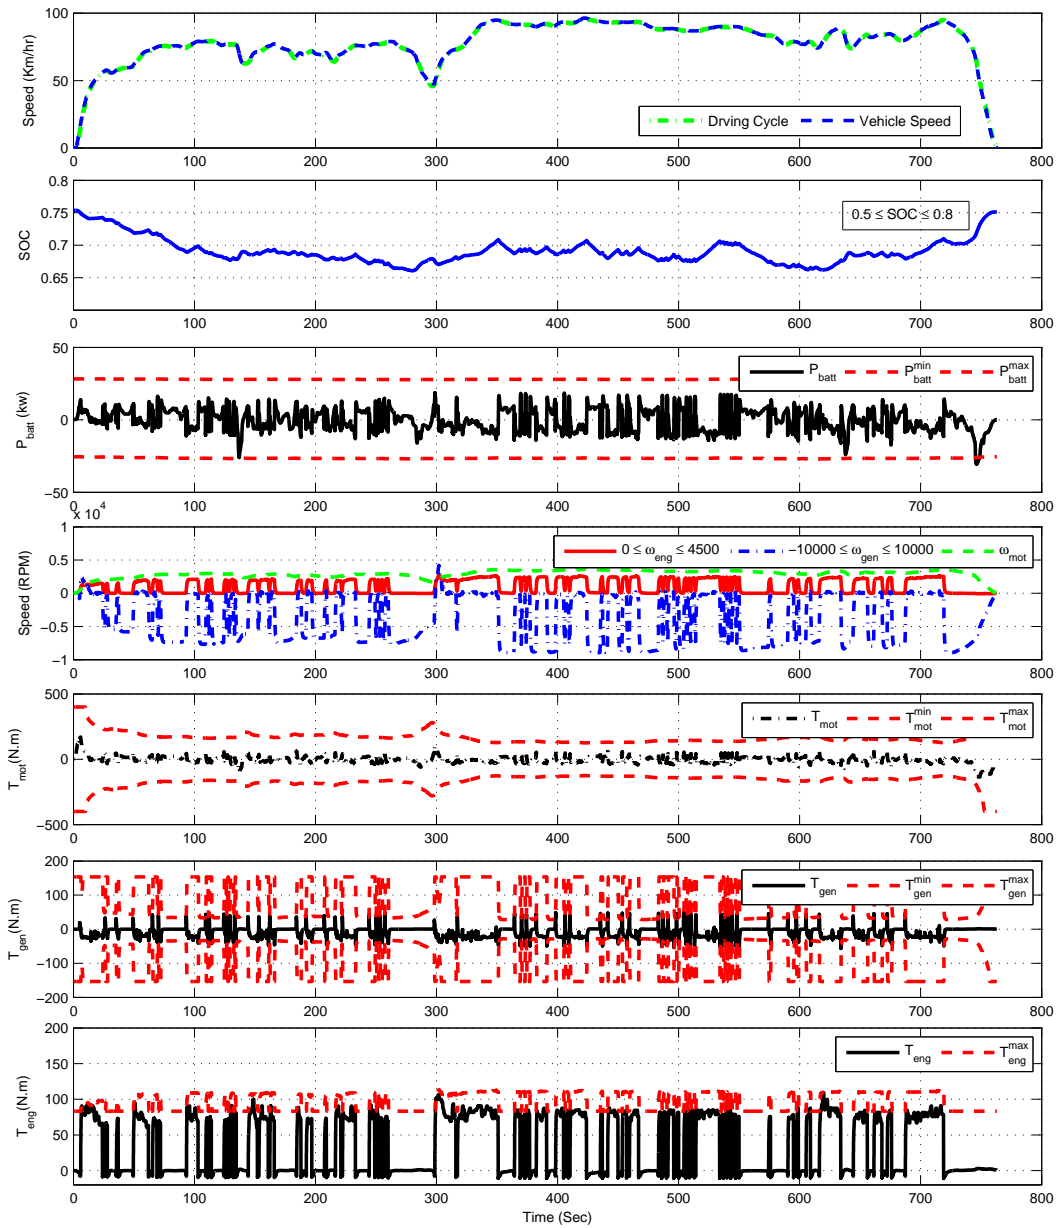 100
50
0
Speed (Km/hr)
Drving Cycle Vehicle Speed
0 100 200 300 400 500 600 700 800
0.8
0.75
0.7
0.65
SOC
0.5 ≤ SOC ≤ 0.8
0 100 200 300 400 500 600 700 800
50
0
−50
P_batt (kw)
P_batt P_batt^min P_batt^max
0 100 200 300 400 500 600 700 800
x 10^4
1
0.5
0
−0.5
−1
Speed (RPM)
0 ≤ ω_eng ≤ 4500 −10000 ≤ ω_gen ≤ 10000 ω_mot
0 100 200 300 400 500 600 700 800
500
0
−500
T_mot (N.m)
T_mot T_mot^min T_mot^max
0 100 200 300 400 500 600 700 800
200
100
0
−100
−200
T_gen (N.m)
T_gen T_gen^min T_gen^max
0 100 200 300 400 500 600 700 800
200
150
100
50
0
T_eng (N.m)
T_eng T_eng^max
0 100 200 300 400 500 600 700 800
Time (Sec)